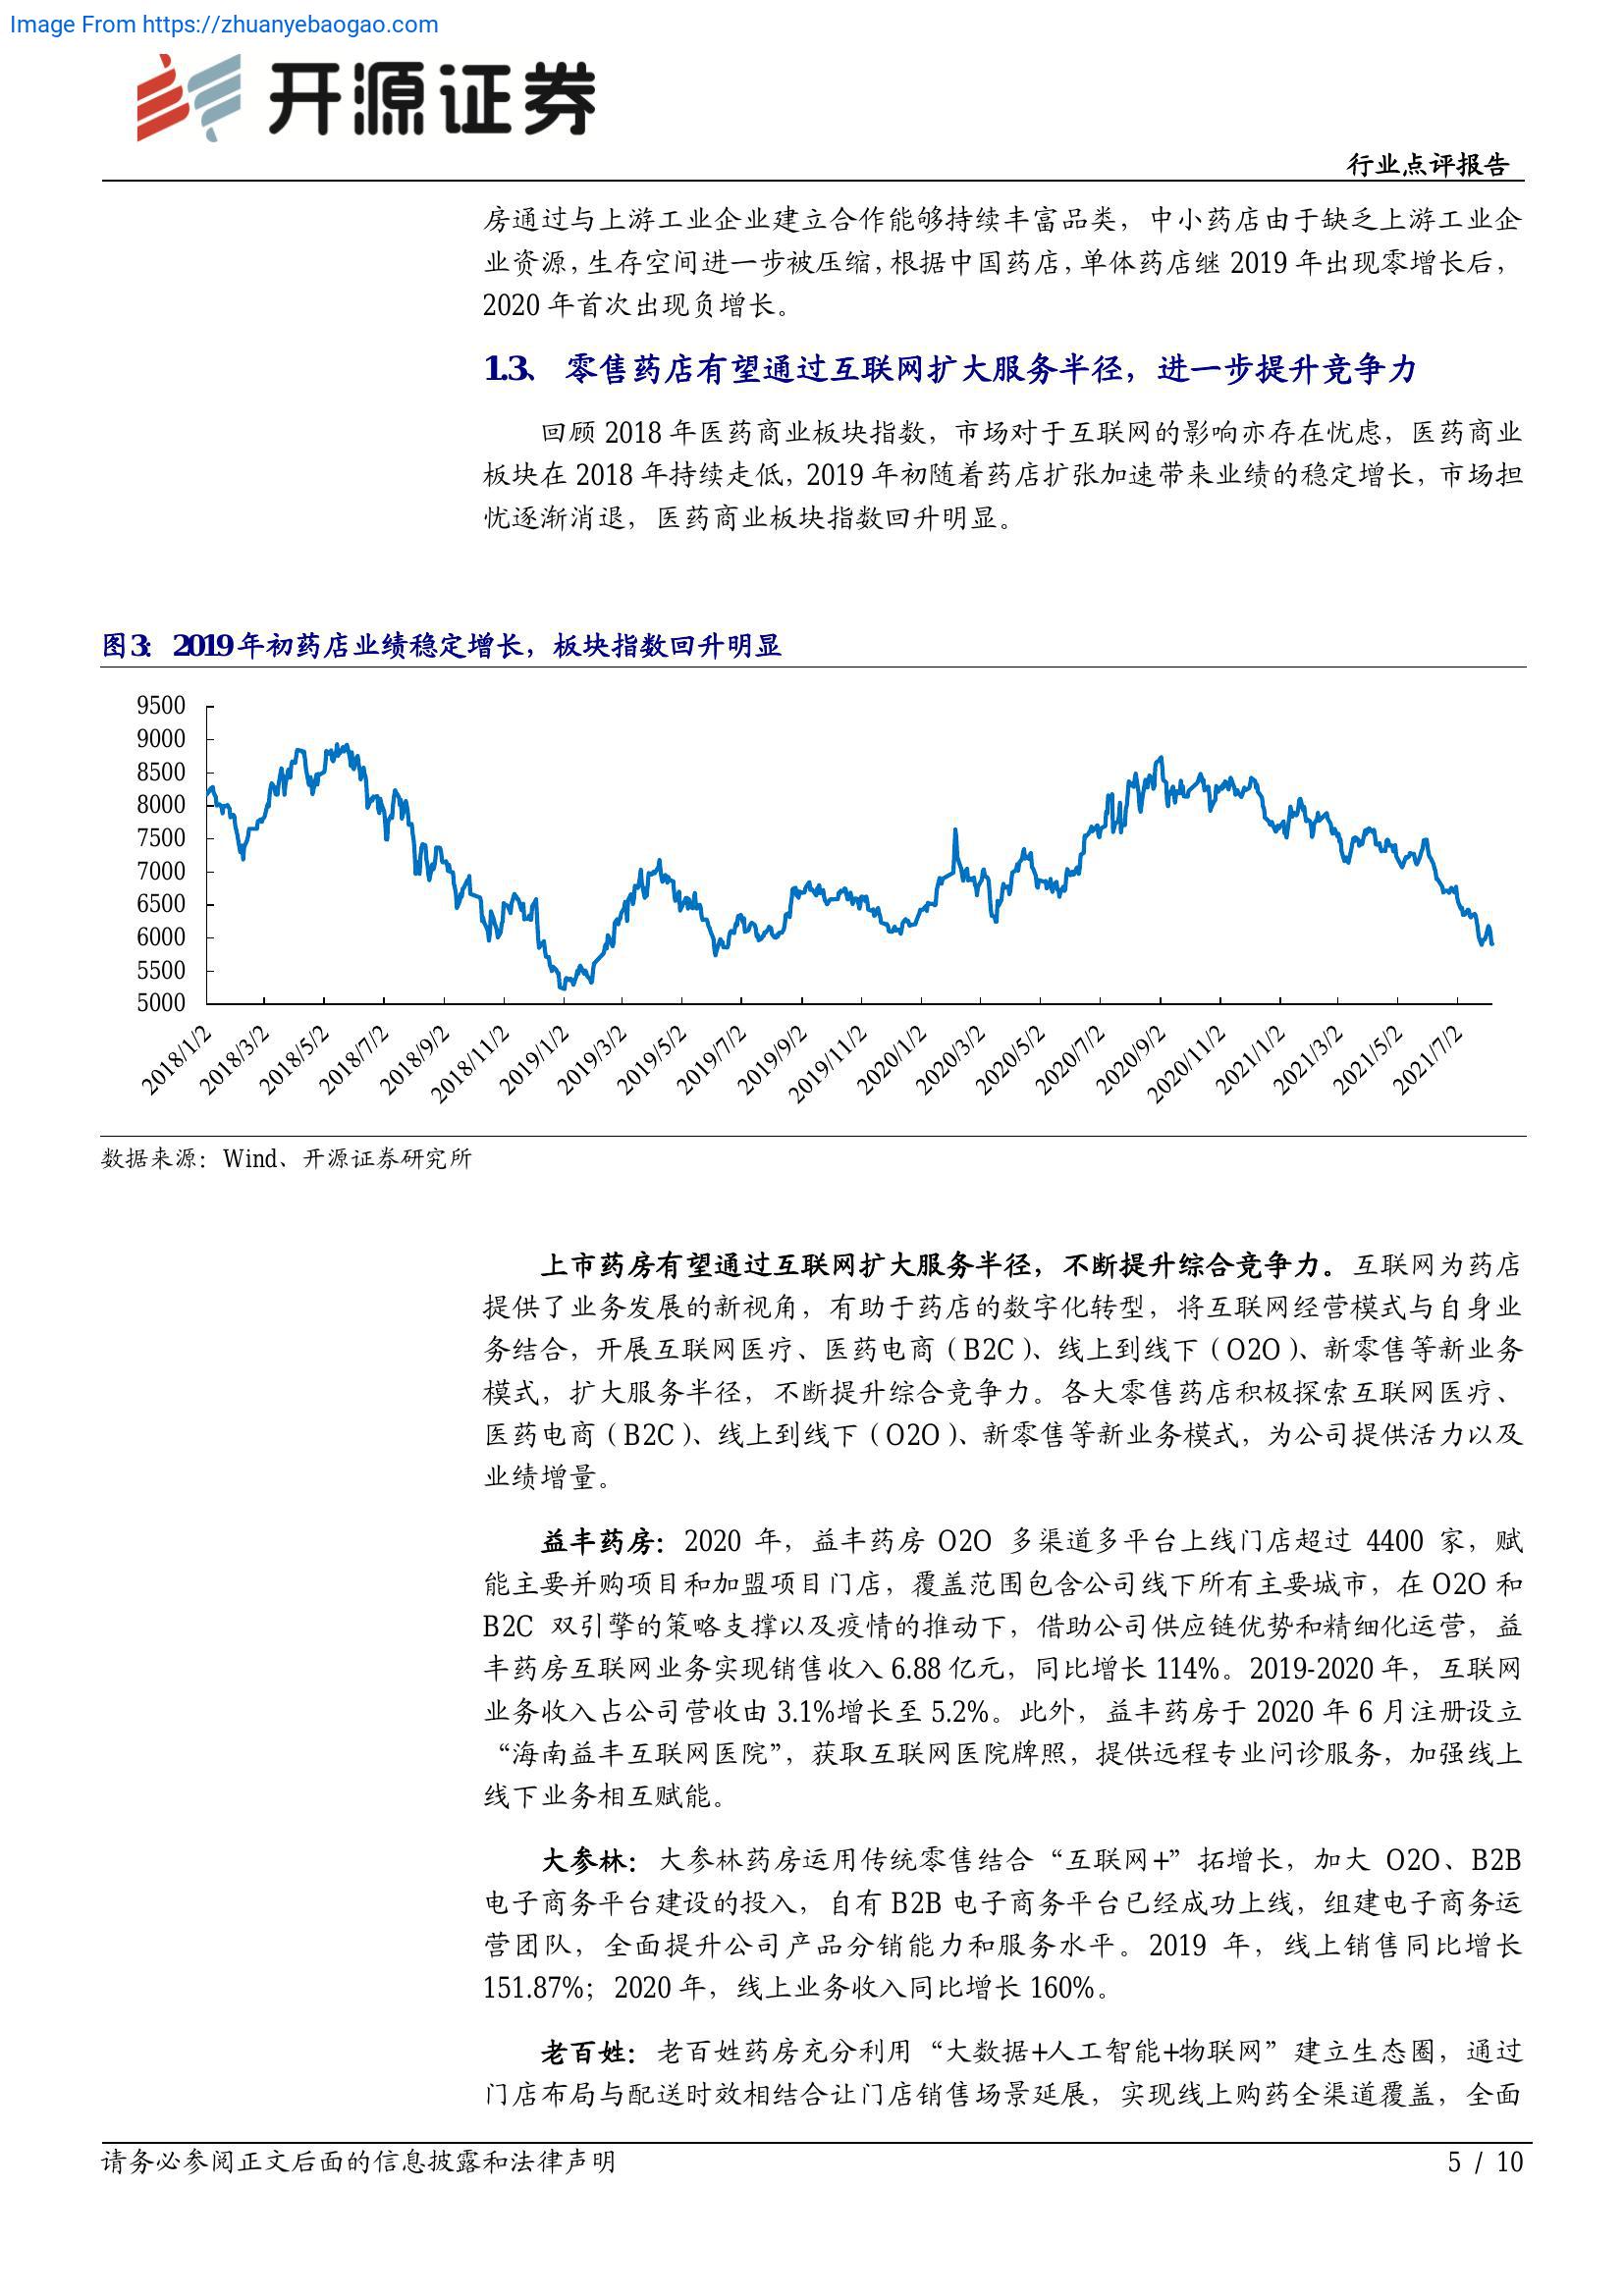 Image From https://zhuanyebaogao.com
开源证券
行业点评报告
房通过与上游工业企业建立合作能够持续丰富品类，中小药店由于缺乏上游工业企
业资源，生存空间进一步被压缩，根据中国药店，单体药店继 2019 年出现零增长后，
2020 年首次出现负增长。
1.3、 零售药店有望通过互联网扩大服务半径，进一步提升竞争力
回顾 2018 年医药商业板块指数，市场对于互联网的影响亦存在忧虑，医药商业
板块在 2018 年持续走低，2019 年初随着药店扩张加速带来业绩的稳定增长，市场担
忧逐渐消退，医药商业板块指数回升明显。
图 3： 2019 年初药店业绩稳定增长，板块指数回升明显
9500
9000
8500
8000
7500
7000
6500
6000
5500
5000
2018/1/2
2018/3/2
2018/5/2
2018/7/2
2018/9/2
2018/11/2
2019/1/2
2019/3/2
2019/5/2
2019/7/2
2019/9/2
2019/11/2
2020/1/2
2020/3/2
2020/5/2
2020/7/2
2020/9/2
2020/11/2
2021/1/2
2021/3/2
2021/5/2
2021/7/2
数据来源：Wind、开源证券研究所
上市药房有望通过互联网扩大服务半径，不断提升综合竞争力。互联网为药店
提供了业务发展的新视角，有助于药店的数字化转型，将互联网经营模式与自身业
务结合，开展互联网医疗、医药电商（B2C）、线上到线下（O2O）、新零售等新业务
模式，扩大服务半径，不断提升综合竞争力。各大零售药店积极探索互联网医疗、
医药电商（B2C）、线上到线下（O2O）、新零售等新业务模式，为公司提供活力以及
业绩增量。
益丰药房：2020 年，益丰药房 O2O 多渠道多平台上线门店超过 4400 家，赋
能主要并购项目和加盟项目门店，覆盖范围包含公司线下所有主要城市，在 O2O 和
B2C 双引擎的策略支撑以及疫情的推动下，借助公司供应链优势和精细化运营，益
丰药房互联网业务实现销售收入 6.88 亿元，同比增长 114%。2019-2020 年，互联网
业务收入占公司营收由 3.1%增长至 5.2%。此外，益丰药房于 2020 年 6 月注册设立
“海南益丰互联网医院”，获取互联网医院牌照，提供远程专业问诊服务，加强线上
线下业务相互赋能。
大参林：大参林药房运用传统零售结合“互联网+”拓增长，加大 O2O、B2B
电子商务平台建设的投入，自有 B2B 电子商务平台已经成功上线，组建电子商务运
营团队，全面提升公司产品分销能力和服务水平。2019 年，线上销售同比增长
151.87%；2020 年，线上业务收入同比增长 160%。
老百姓：老百姓药房充分利用“大数据+人工智能+物联网”建立生态圈，通过
门店布局与配送时效相结合让门店销售场景延展，实现线上购药全渠道覆盖，全面
请务必参阅正文后面的信息披露和法律声明
5 / 10